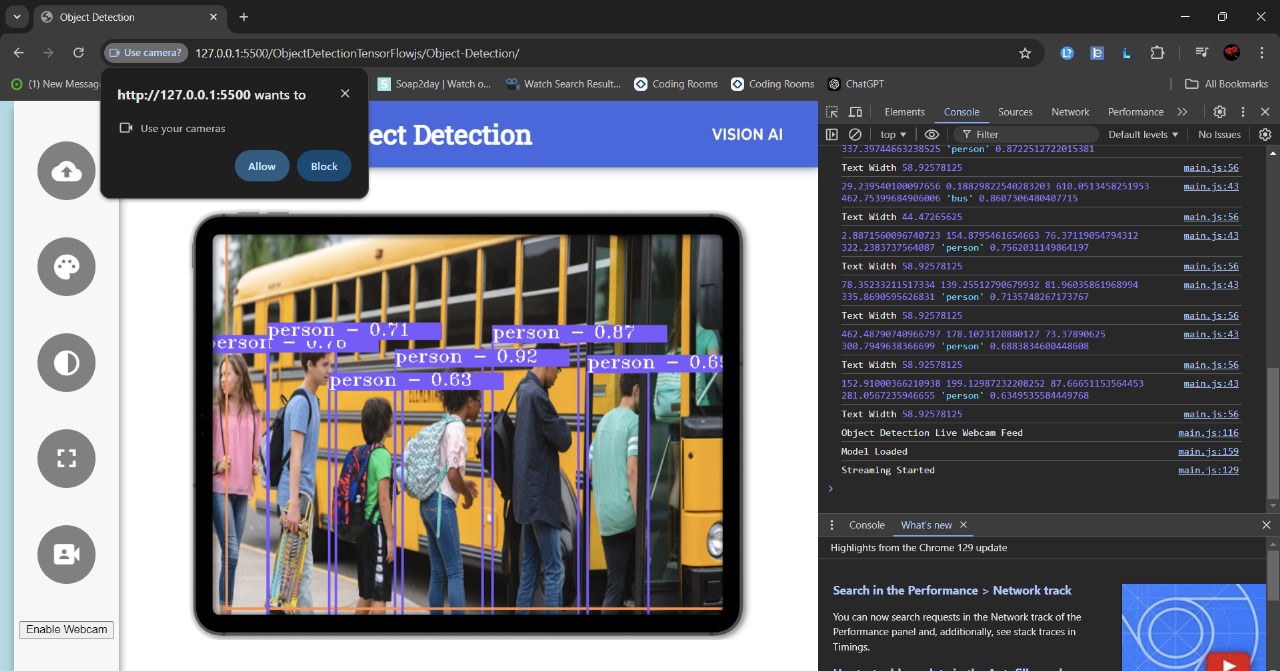 Object Detection
Use camera?
127.0.0.1:5500/ObjectDetectionTensorFlowjs/Object-Detection/
(1) New Messag
Soap2day | Watch o...
Watch Search Result...
Coding Rooms
Coding Rooms
ChatGPT
All Bookmarks
http://127.0.0.1:5500 wants to
Use your cameras
Allow
Block
ect Detection
VISION AI
person - 0.71
person - 0.76
person - 0.87
person - 0.92
person - 0.63
person - 0.6
Enable Webcam
Elements
Console
Sources
Network
Performance
top
Filter
Default levels
No Issues
337.39744663238525 'person' 0.8722512722015381
Text Width 58.92578125 main.js:56
29.239540100097656 0.18829822540283203 610.0513458251953 main.js:43
462.75399684906006 'bus' 0.8607306480407715
Text Width 44.47265625 main.js:56
2.8871560096740723 154.8795461654663 76.37119054794312 main.js:43
322.2383737564087 'person' 0.7562031149864197
Text Width 58.92578125 main.js:56
78.35233211517334 139.25512790679932 81.96035861968994 main.js:43
335.8690595626831 'person' 0.7135748267173767
Text Width 58.92578125 main.js:56
462.48790740966797 178.1023120880127 73.37890625 main.js:43
300.7949638366699 'person' 0.6883834600448608
Text Width 58.92578125 main.js:56
152.91000366210938 199.12987232208252 87.66651153564453 main.js:43
281.0567235946655 'person' 0.6349535584449768
Text Width 58.92578125 main.js:56
Object Detection Live Webcam Feed main.js:116
Model Loaded main.js:159
Streaming Started main.js:129
Console
What's new
Highlights from the Chrome 129 update
Search in the Performance > Network track
You can now search requests in the Network track of the
Performance panel and, additionally, see stack traces in
Timings.